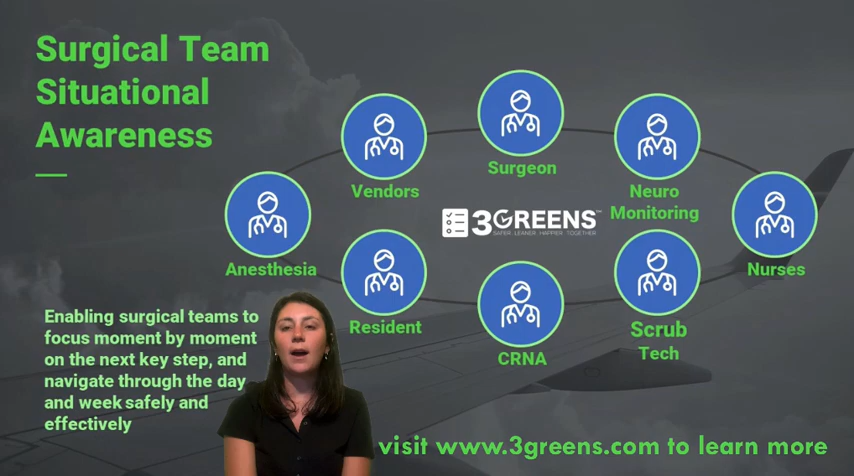 Surgical Team
Situational
Awareness
Surgeon
Vendors
Neuro
Monitoring
3GREENS™
SAFER. LEANER. HAPPIER. TOGETHER.
Anesthesia
Nurses
Resident
Scrub
Tech
CRNA
Enabling surgical teams to
focus moment by moment
on the next key step, and
navigate through the day
and week safely and
effectively
visit www.3greens.com to learn more